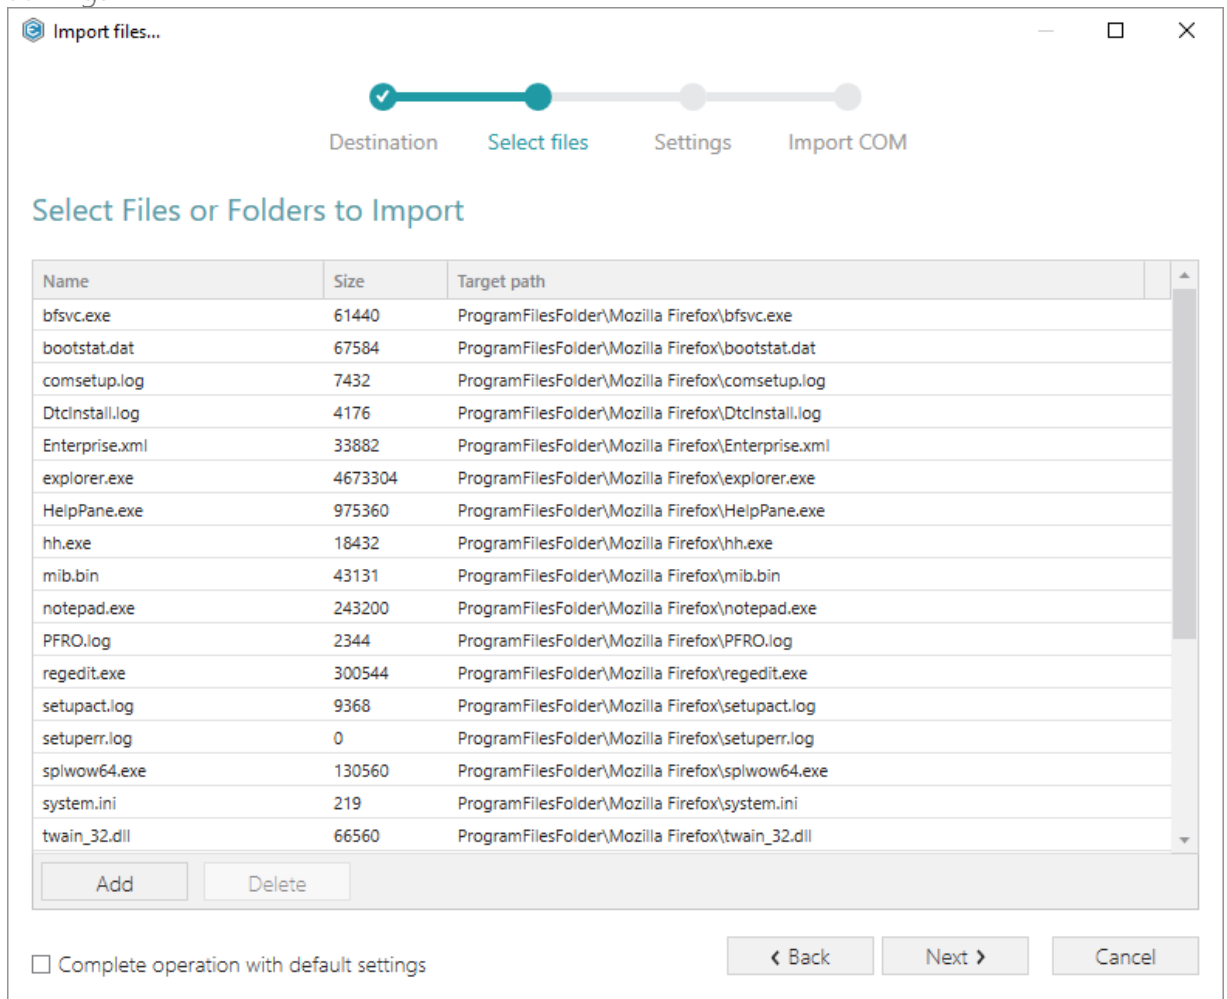 Import files...
Destination Select files Settings Import COM
Select Files or Folders to Import
Name Size Target path
bfsvc.exe 61440 ProgramFilesFolder\Mozilla Firefox\bfsvc.exe
bootstat.dat 67584 ProgramFilesFolder\Mozilla Firefox\bootstat.dat
comsetup.log 7432 ProgramFilesFolder\Mozilla Firefox\comsetup.log
DtcInstall.log 4176 ProgramFilesFolder\Mozilla Firefox\DtcInstall.log
Enterprise.xml 33882 ProgramFilesFolder\Mozilla Firefox\Enterprise.xml
explorer.exe 4673304 ProgramFilesFolder\Mozilla Firefox\explorer.exe
HelpPane.exe 975360 ProgramFilesFolder\Mozilla Firefox\HelpPane.exe
hh.exe 18432 ProgramFilesFolder\Mozilla Firefox\hh.exe
mib.bin 43131 ProgramFilesFolder\Mozilla Firefox\mib.bin
notepad.exe 243200 ProgramFilesFolder\Mozilla Firefox\notepad.exe
PFRO.log 2344 ProgramFilesFolder\Mozilla Firefox\PFRO.log
regedit.exe 300544 ProgramFilesFolder\Mozilla Firefox\regedit.exe
setupact.log 9368 ProgramFilesFolder\Mozilla Firefox\setupact.log
setuperr.log 0 ProgramFilesFolder\Mozilla Firefox\setuperr.log
splwow64.exe 130560 ProgramFilesFolder\Mozilla Firefox\splwow64.exe
system.ini 219 ProgramFilesFolder\Mozilla Firefox\system.ini
twain_32.dll 66560 ProgramFilesFolder\Mozilla Firefox\twain_32.dll
Add Delete
Complete operation with default settings Back Next Cancel